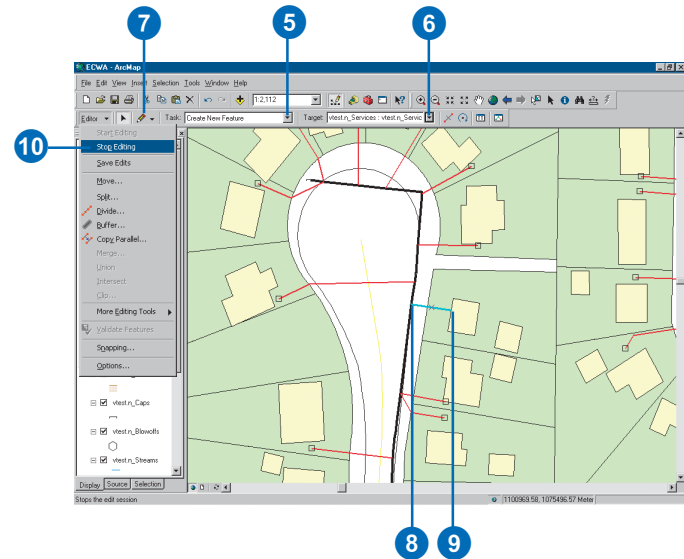 7
5
6
ECWA - ArcMap
File Edit View Insert Selection Tools Window Help
1:2,112
Editor Task: Create New Feature Target: vtest.n_Services : vtest.n_Servic
10
Start Editing
Stop Editing
Save Edits
Move...
Split...
Divide...
Buffer...
Copy Parallel...
Merge...
Union
Intersect
Clip...
More Editing Tools
Validate Features
Snapping...
Options...
vtest.n_Caps
vtest.n_Blowoffs
vtest.n_Streams
Display Source Selection
Stops the edit session
1100969.58, 1075496.57 Meter
8
9